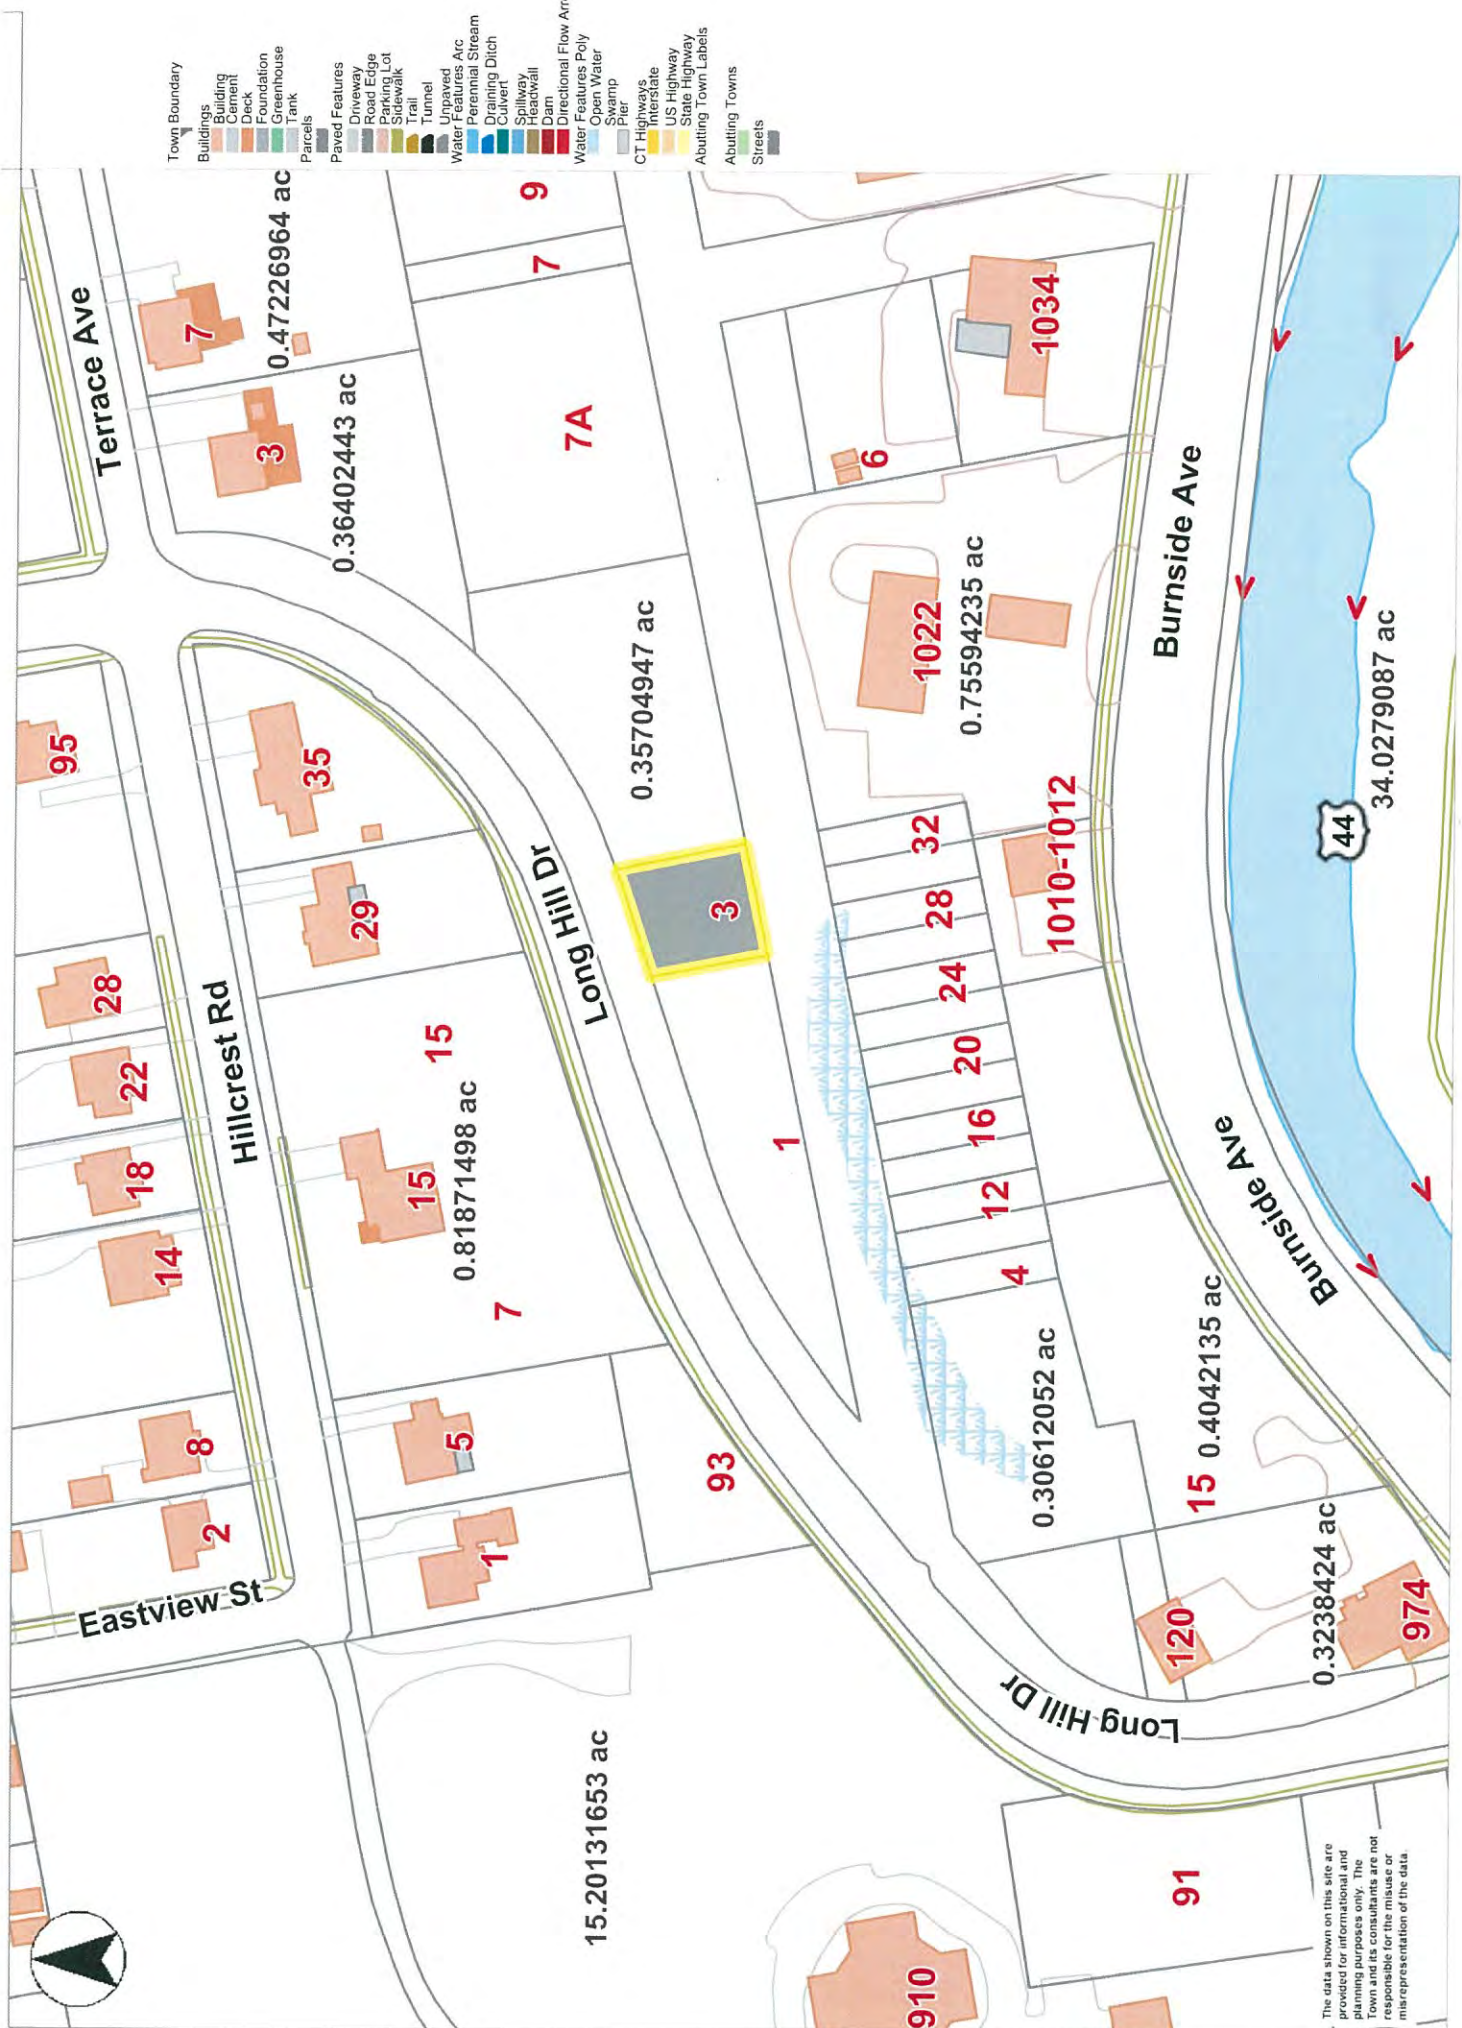 Town Boundary
Buildings
Building
Cement
Deck
Foundation
Greenhouse
Tank
Parcels
Paved Features
Driveway
Road Edge
Parking Lot
Sidewalk
Trail
Tunnel
Unpaved
Water Features Arc
Perennial Stream
Draining Ditch
Culvert
Spillway
Headwall
Dam
Directional Flow Arr
Water Features Poly
Open Water
Swamp
Pier
CT Highways
Interstate
US Highway
State Highway
Abutting Town Labels
Abutting Towns
Streets
Terrace Ave
7
0.47226964 ac
3
0.36402443 ac
9
7
7A
95
35
29
28
22
18
14
Hillcrest Rd
15
15
0.81871498 ac
7
8
2
5
1
93
Eastview St
Long Hill Dr
0.35704947 ac
3
1
1034
6
1022
0.75594235 ac
Burnside Ave
32
28
24
20
16
12
4
1010-1012
44
34.0279087 ac
Burnside Ave
0.30612052 ac
15
0.4042135 ac
0.3238424 ac
120
974
Long Hill Dr
15.20131653 ac
910
91
The data shown on this site are
provided for informational and
planning purposes only. The
Town and its consultants are not
responsible for the misuse or
misrepresentation of the data.